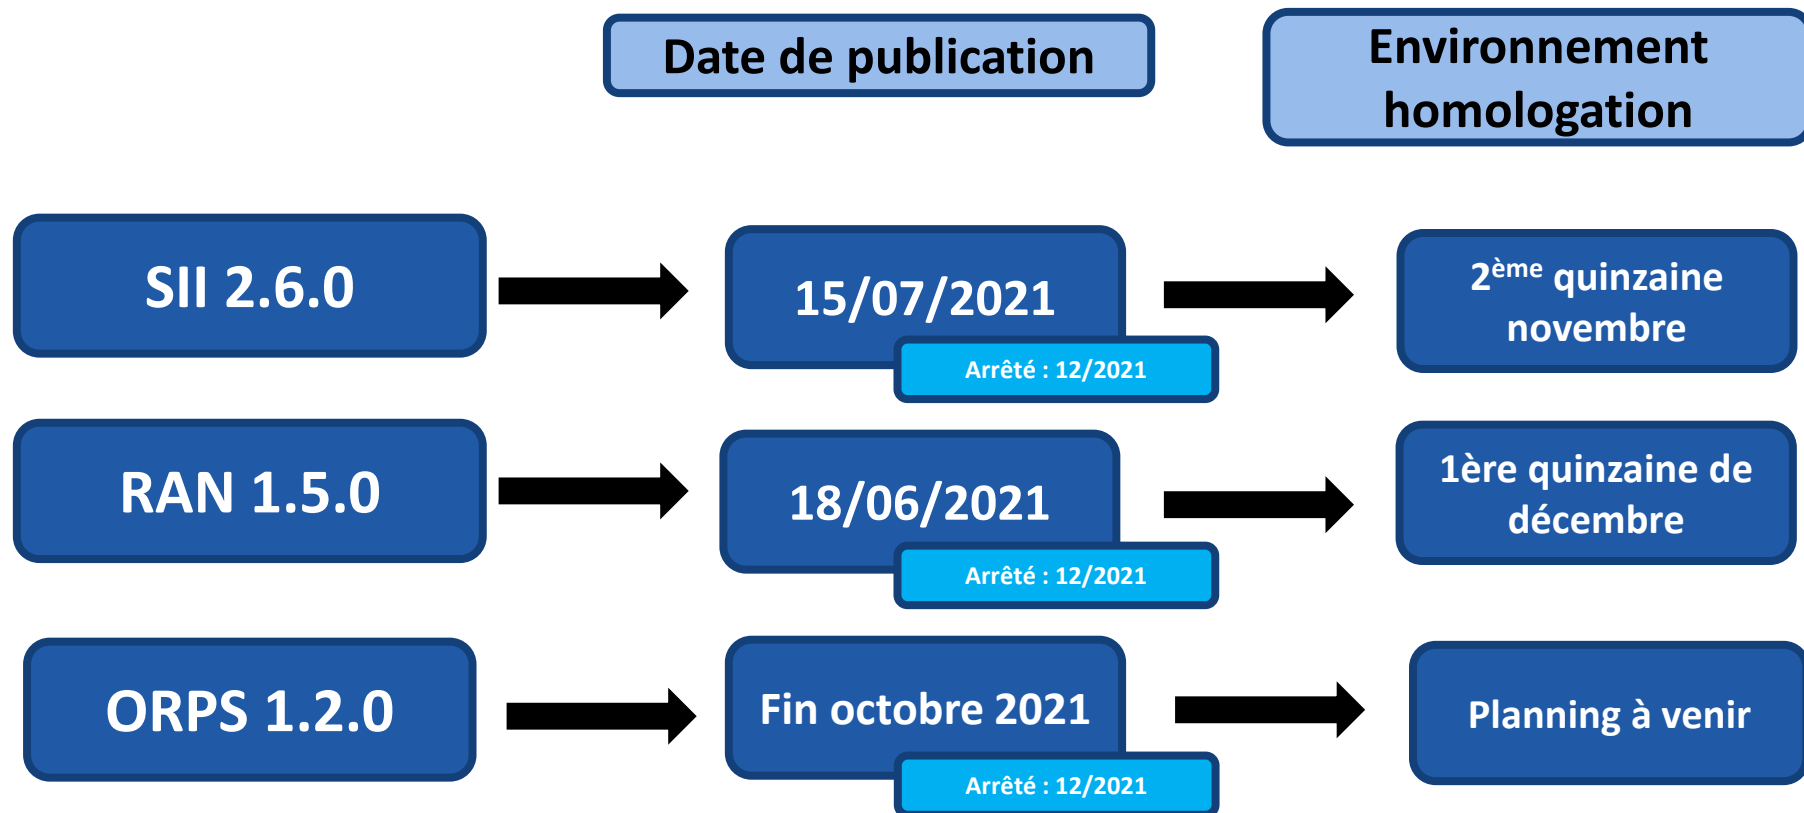 Date de publication
Environnement
homologation
SII 2.6.0
15/07/2021
Arrêté : 12/2021
2ème quinzaine
novembre
RAN 1.5.0
18/06/2021
Arrêté : 12/2021
1ère quinzaine de
décembre
ORPS 1.2.0
Fin octobre 2021
Arrêté : 12/2021
Planning à venir